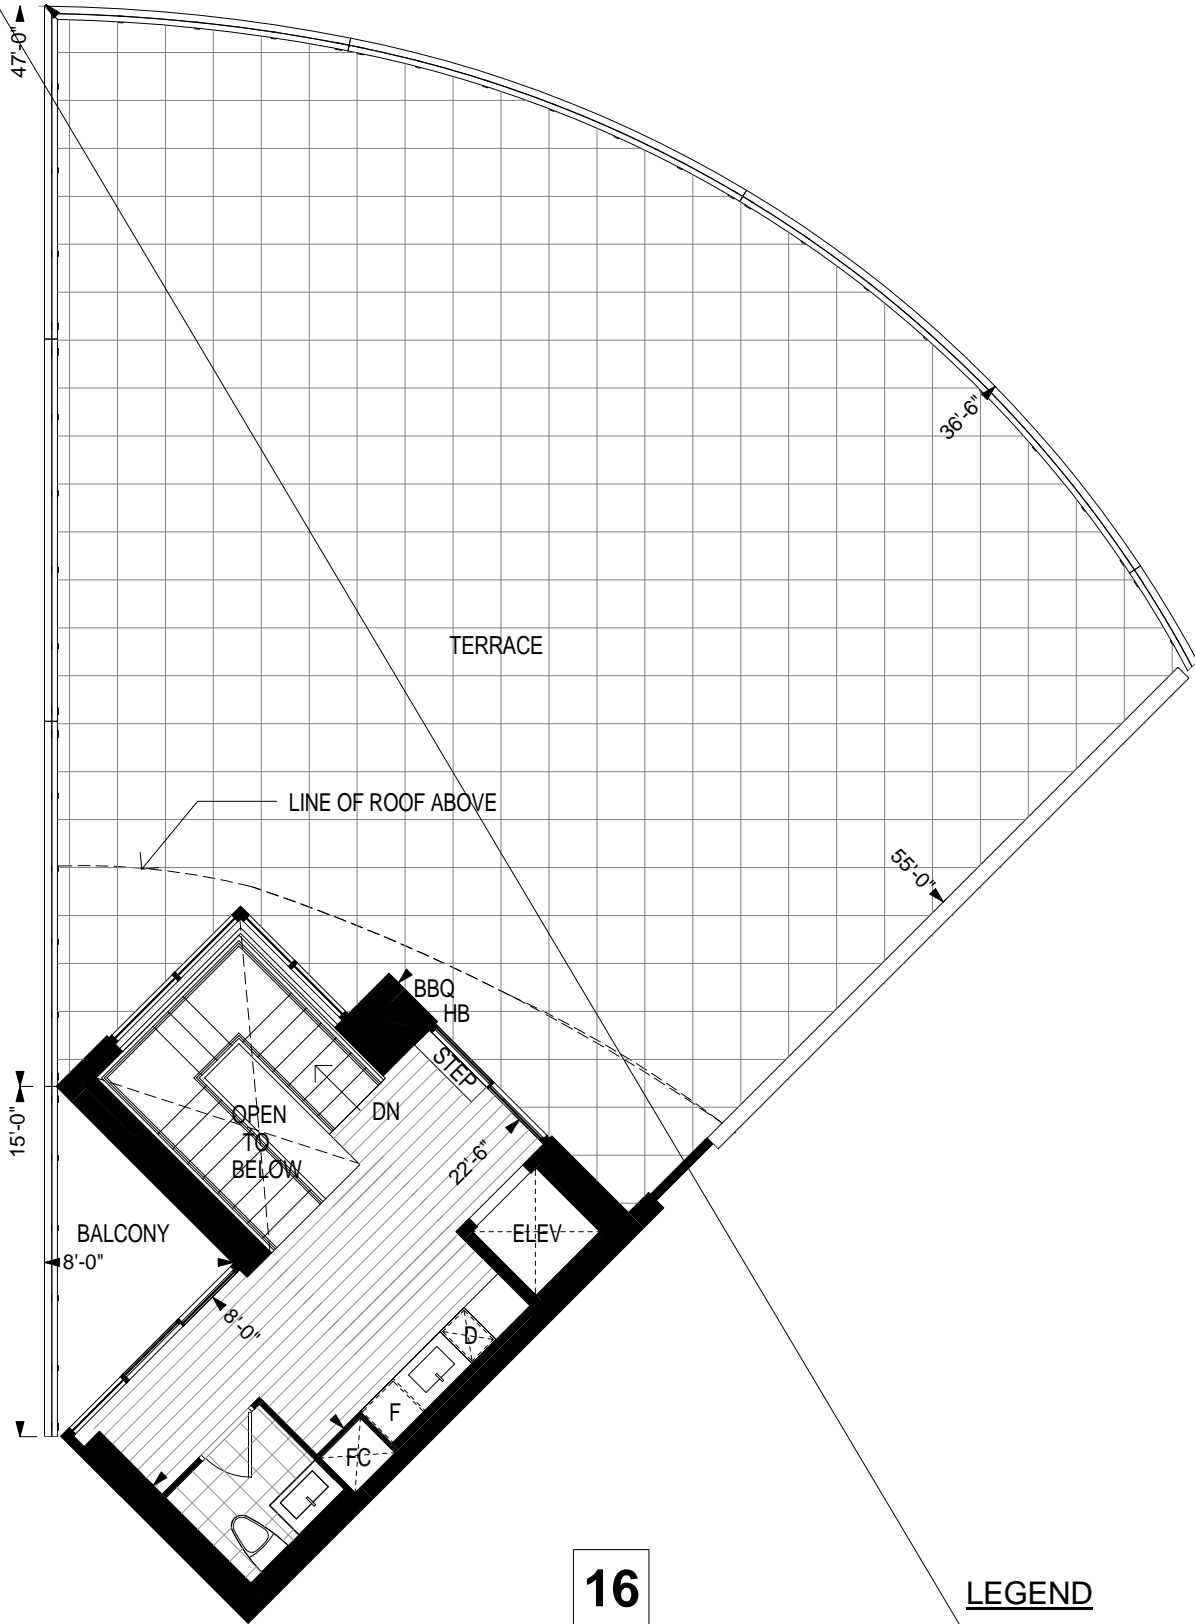 47'-0"
36'-6"
TERRACE
LINE OF ROOF ABOVE
55'-0"
BBQ
HB
STEP
DN
OPEN
TO
BELOW
15'-0"
22'-6"
BALCONY
8'-0"
ELEV
8'-0"
D
F
FC
16
LEGEND